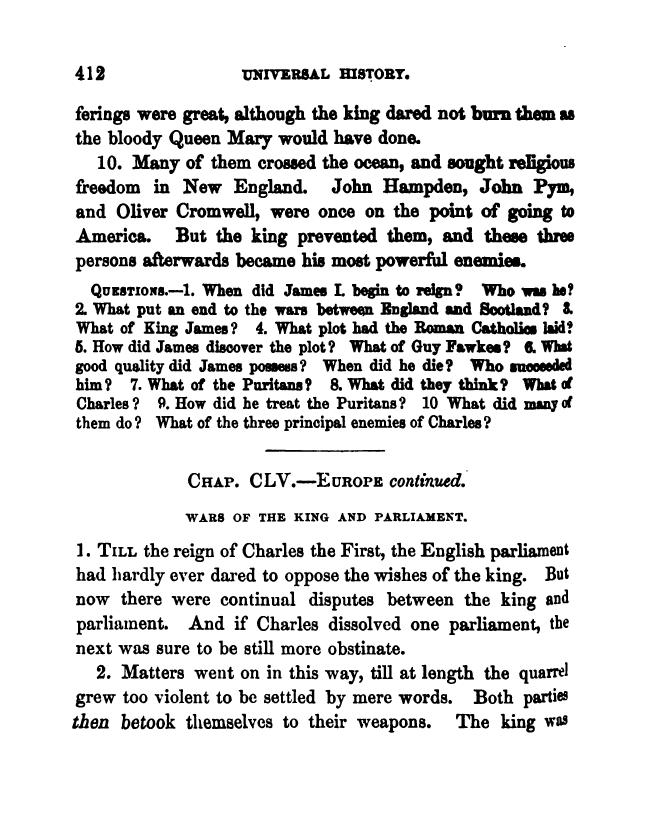 412 UNIVERSAL HISTORY.
ferings were great, although the king dared not burn them as
the bloody Queen Mary would have done.
10. Many of them crossed the ocean, and sought religious
freedom in New England. John Hampden, John Pym,
and Oliver Cromwell, were once on the point of going to
America. But the king prevented them, and these three
persons afterwards became his most powerful enemies.
QUESTIONS.—1. When did James I. begin to reign? Who was he?
2. What put an end to the wars between England and Scotland? 3.
What of King James? 4. What plot had the Roman Catholics laid?
5. How did James discover the plot? What of Guy Fawkes? 6. What
good quality did James possess? When did he die? Who succeeded
him? 7. What of the Puritans? 8. What did they think? What of
Charles? 9. How did he treat the Puritans? 10 What did many of
them do? What of the three principal enemies of Charles?
CHAP. CLV.—EUROPE continued.
WARS OF THE KING AND PARLIAMENT.
1. TILL the reign of Charles the First, the English parliament
had hardly ever dared to oppose the wishes of the king. But
now there were continual disputes between the king and
parliament. And if Charles dissolved one parliament, the
next was sure to be still more obstinate.
2. Matters went on in this way, till at length the quarrel
grew too violent to be settled by mere words. Both parties
then betook themselves to their weapons. The king was